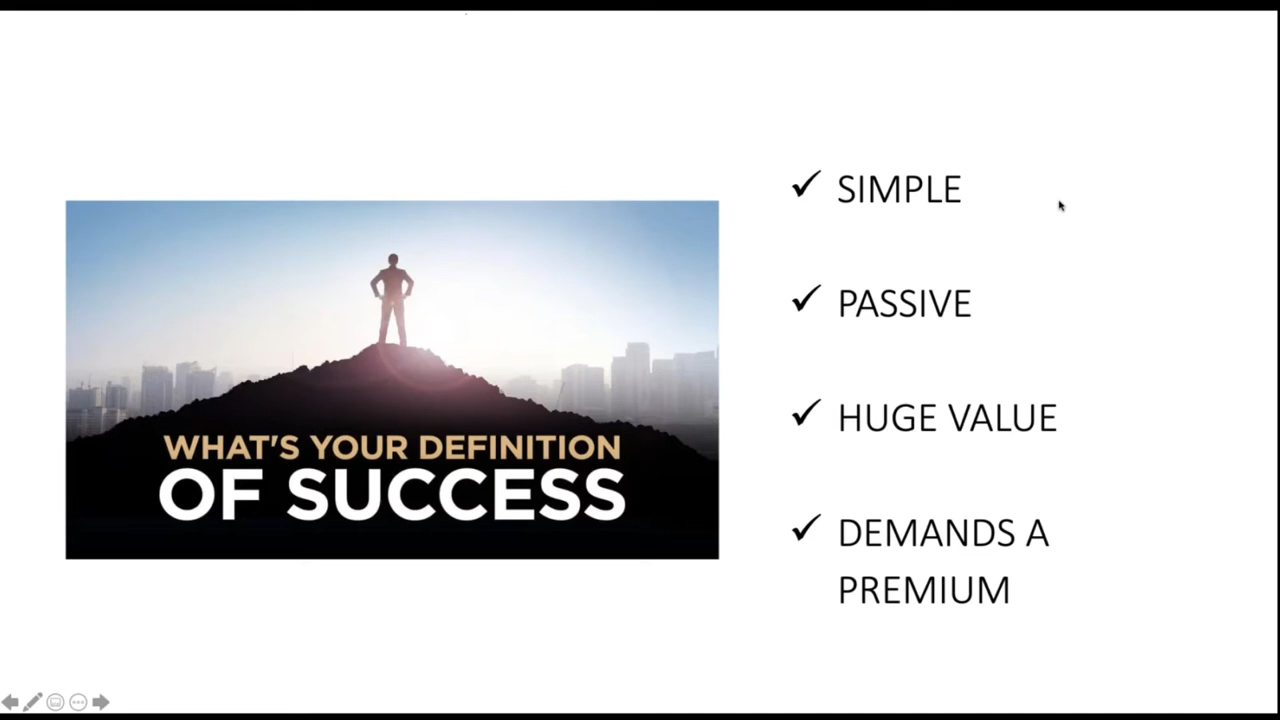 WHAT'S YOUR DEFINITION
OF SUCCESS
SIMPLE
PASSIVE
HUGE VALUE
DEMANDS A
PREMIUM